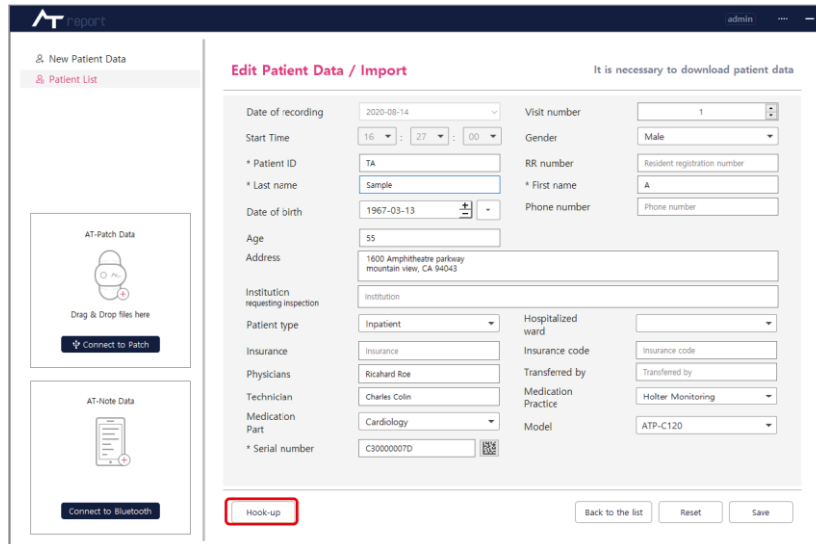 AT report
admin
New Patient Data
Patient List
AT-Patch Data
Drag & Drop files here
Connect to Patch
AT-Note Data
Connect to Bluetooth
Edit Patient Data / Import
It is necessary to download patient data
Date of recording 2020-08-14 Visit number 1
Start Time 16 : 27 : 00 Gender Male
* Patient ID TA RR number Resident registration number
* Last name Sample * First name A
Date of birth 1967-03-13 Phone number Phone number
Age 55
Address 1600 Amphitheatre parkway
mountain view, CA 94043
Institution
requesting inspection Institution
Patient type Inpatient Hospitalized
ward
Insurance Insurance Insurance code Insurance code
Physicians Ricahard Roe Transferred by Transferred by
Technician Charles Colin Medication
Practice Holter Monitoring
Medication
Part Cardiology Model ATP-C120
* Serial number C30000007D
Hook-up Back to the list Reset Save